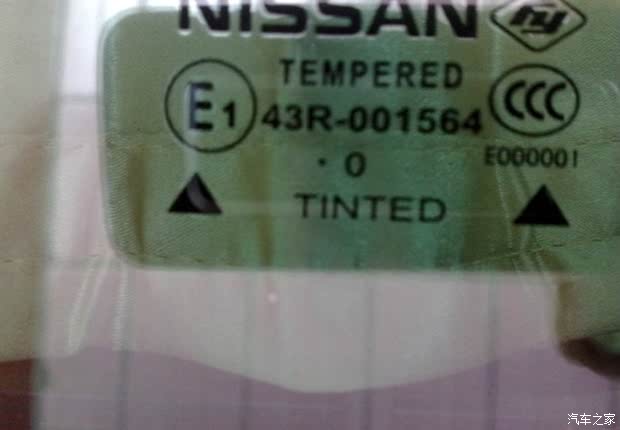 NISSAN
TEMPERED
E1 43R-001564 CCC
· 0 E000001
TINTED
汽车之家